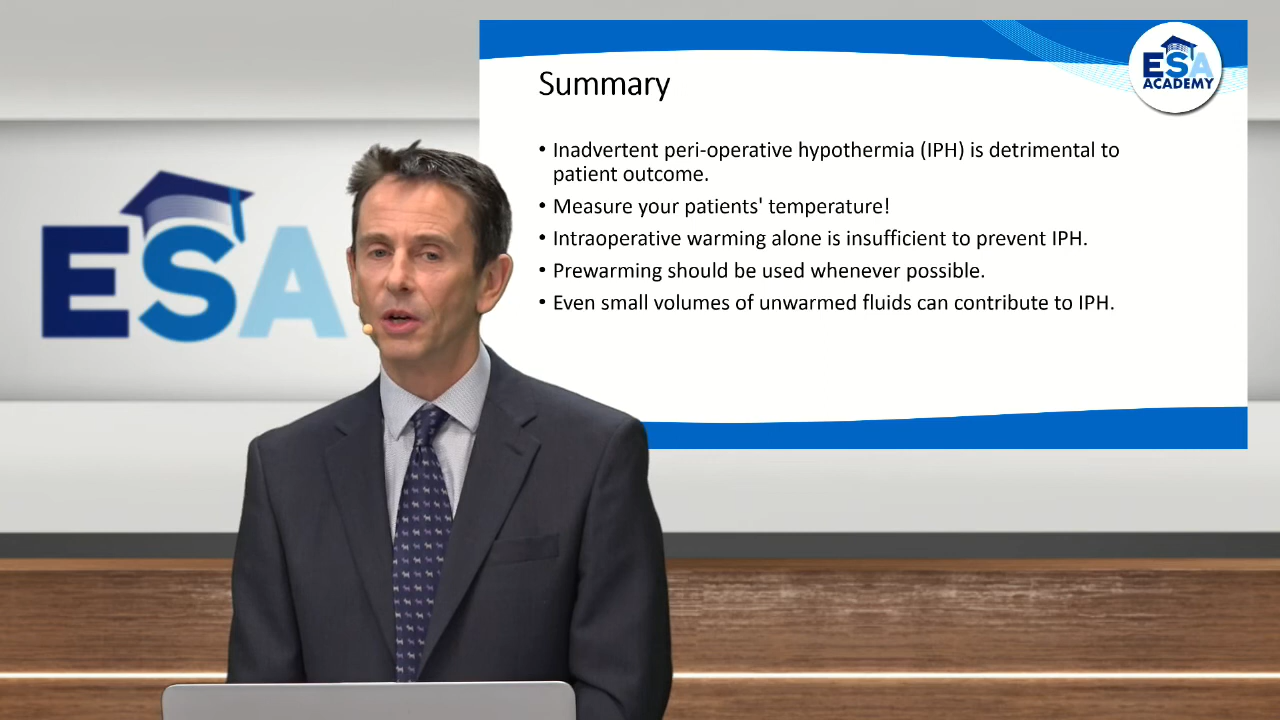 ESA
ACADEMY
Summary
• Inadvertent peri-operative hypothermia (IPH) is detrimental to
patient outcome.
• Measure your patients' temperature!
• Intraoperative warming alone is insufficient to prevent IPH.
• Prewarming should be used whenever possible.
• Even small volumes of unwarmed fluids can contribute to IPH.
ESA